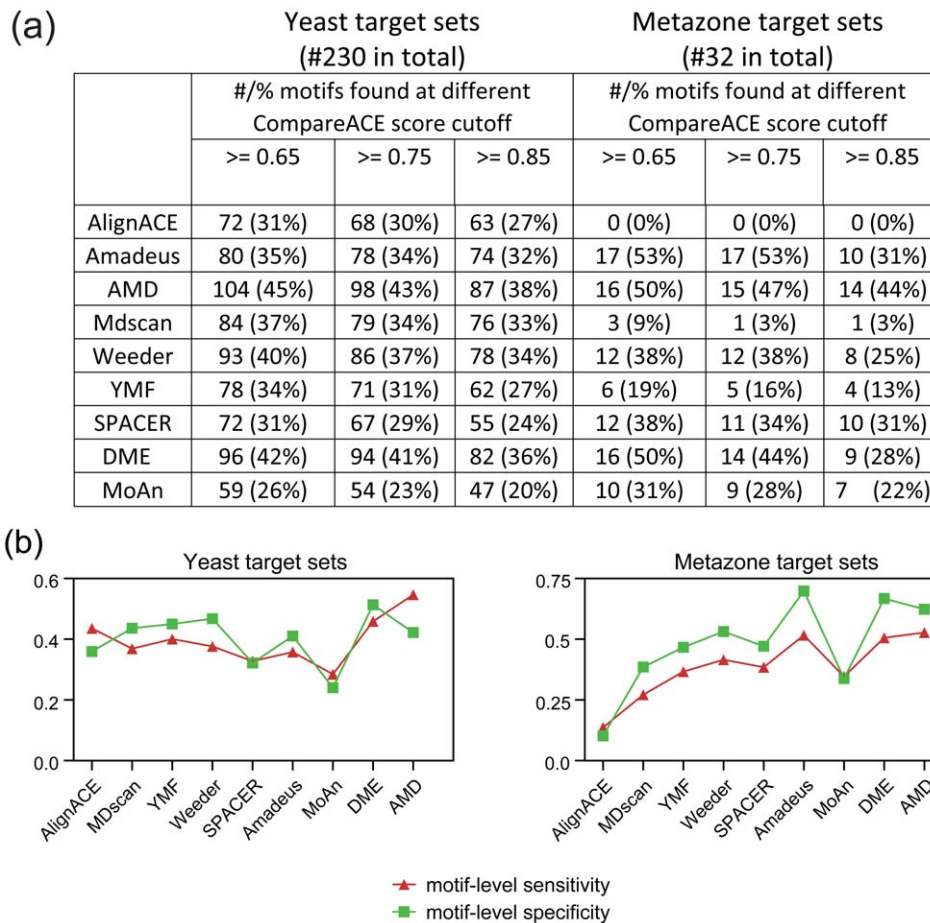 (a)
Yeast target sets Metazone target sets
(#230 in total) (#32 in total)
#/% motifs found at different #/% motifs found at different
CompareACE score cutoff CompareACE score cutoff
>= 0.65 >= 0.75 >= 0.85 >= 0.65 >= 0.75 >= 0.85
AlignACE 72 (31%) 68 (30%) 63 (27%) 0 (0%) 0 (0%) 0 (0%)
Amadeus 80 (35%) 78 (34%) 74 (32%) 17 (53%) 17 (53%) 10 (31%)
AMD 104 (45%) 98 (43%) 87 (38%) 16 (50%) 15 (47%) 14 (44%)
Mdscan 84 (37%) 79 (34%) 76 (33%) 3 (9%) 1 (3%) 1 (3%)
Weeder 93 (40%) 86 (37%) 78 (34%) 12 (38%) 12 (38%) 8 (25%)
YMF 78 (34%) 71 (31%) 62 (27%) 6 (19%) 5 (16%) 4 (13%)
SPACER 72 (31%) 67 (29%) 55 (24%) 12 (38%) 11 (34%) 10 (31%)
DME 96 (42%) 94 (41%) 82 (36%) 16 (50%) 14 (44%) 9 (28%)
MoAn 59 (26%) 54 (23%) 47 (20%) 10 (31%) 9 (28%) 7 (22%)
(b)
Yeast target sets
0.6
0.4
0.2
0.0
AlignACE MDscan YMF Weeder SPACER Amadeus MoAn DME AMD
Metazone target sets
0.75
0.50
0.25
0.00
AlignACE MDscan YMF Weeder SPACER Amadeus MoAn DME AMD
motif-level sensitivity
motif-level specificity